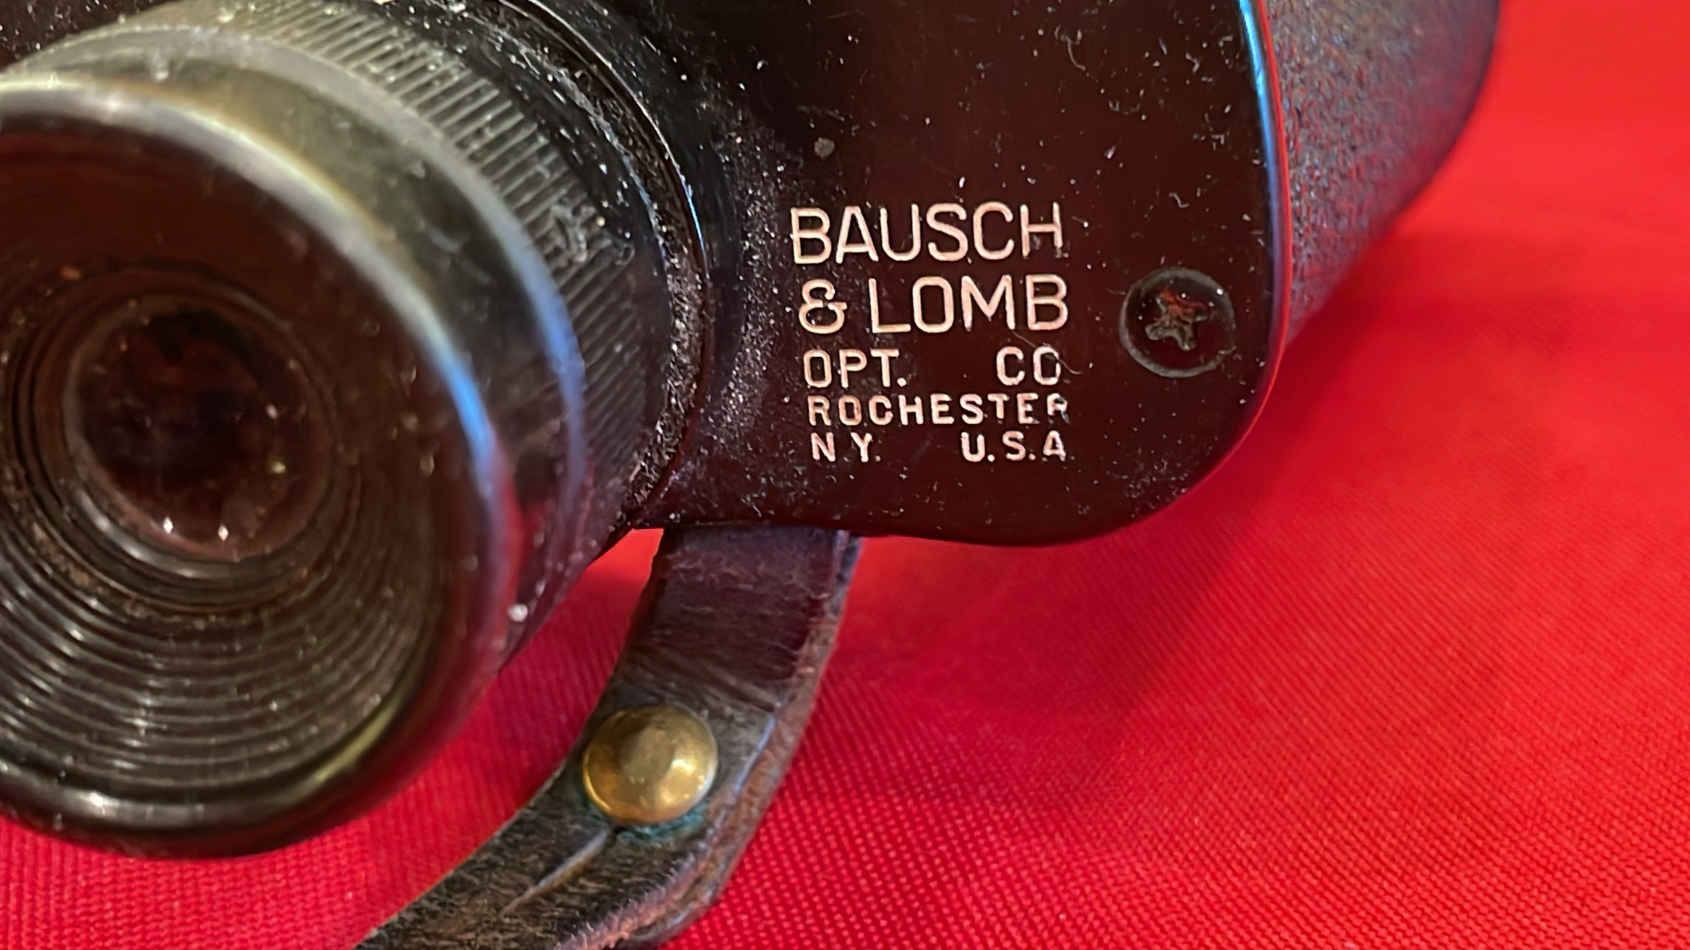 BAUSCH
& LOMB
OPT. CO
ROCHESTER
N.Y. U.S.A